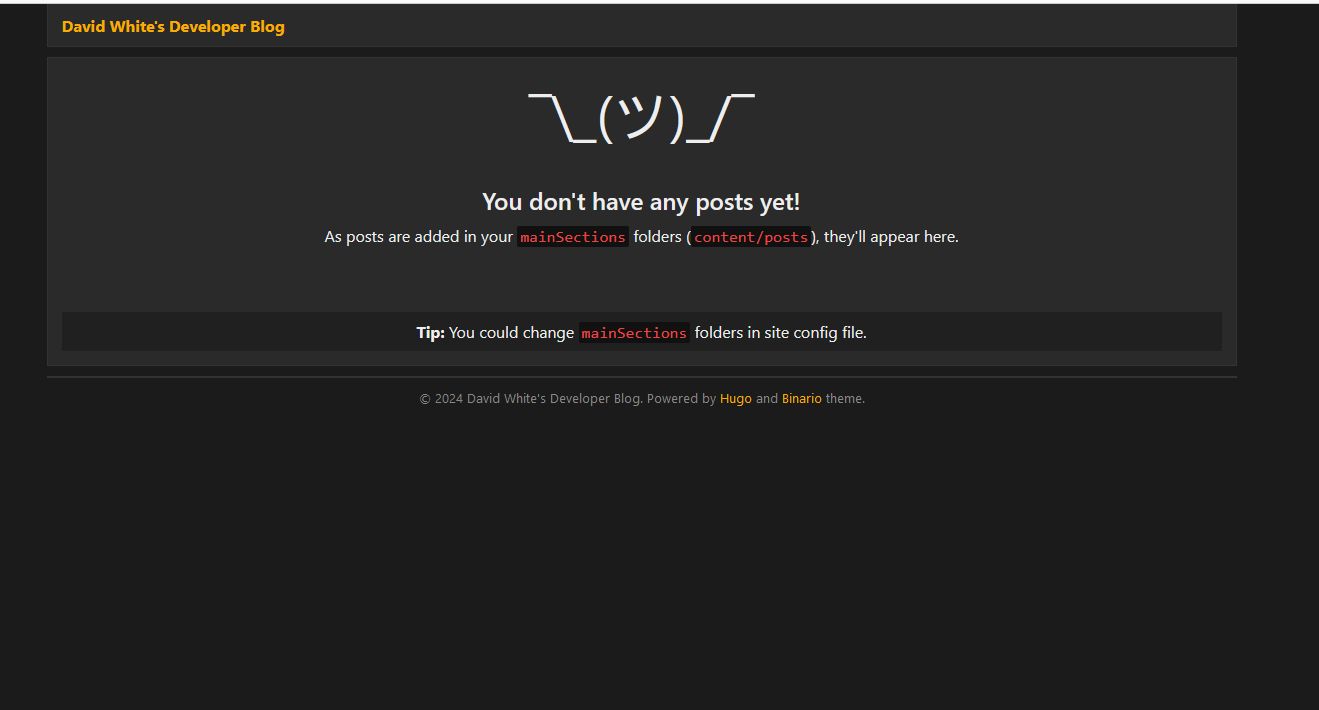 David White's Developer Blog
¯\_(ツ)_/¯
You don't have any posts yet!
As posts are added in your mainSections folders (content/posts), they'll appear here.
Tip: You could change mainSections folders in site config file.
© 2024 David White's Developer Blog. Powered by Hugo and Binario theme.